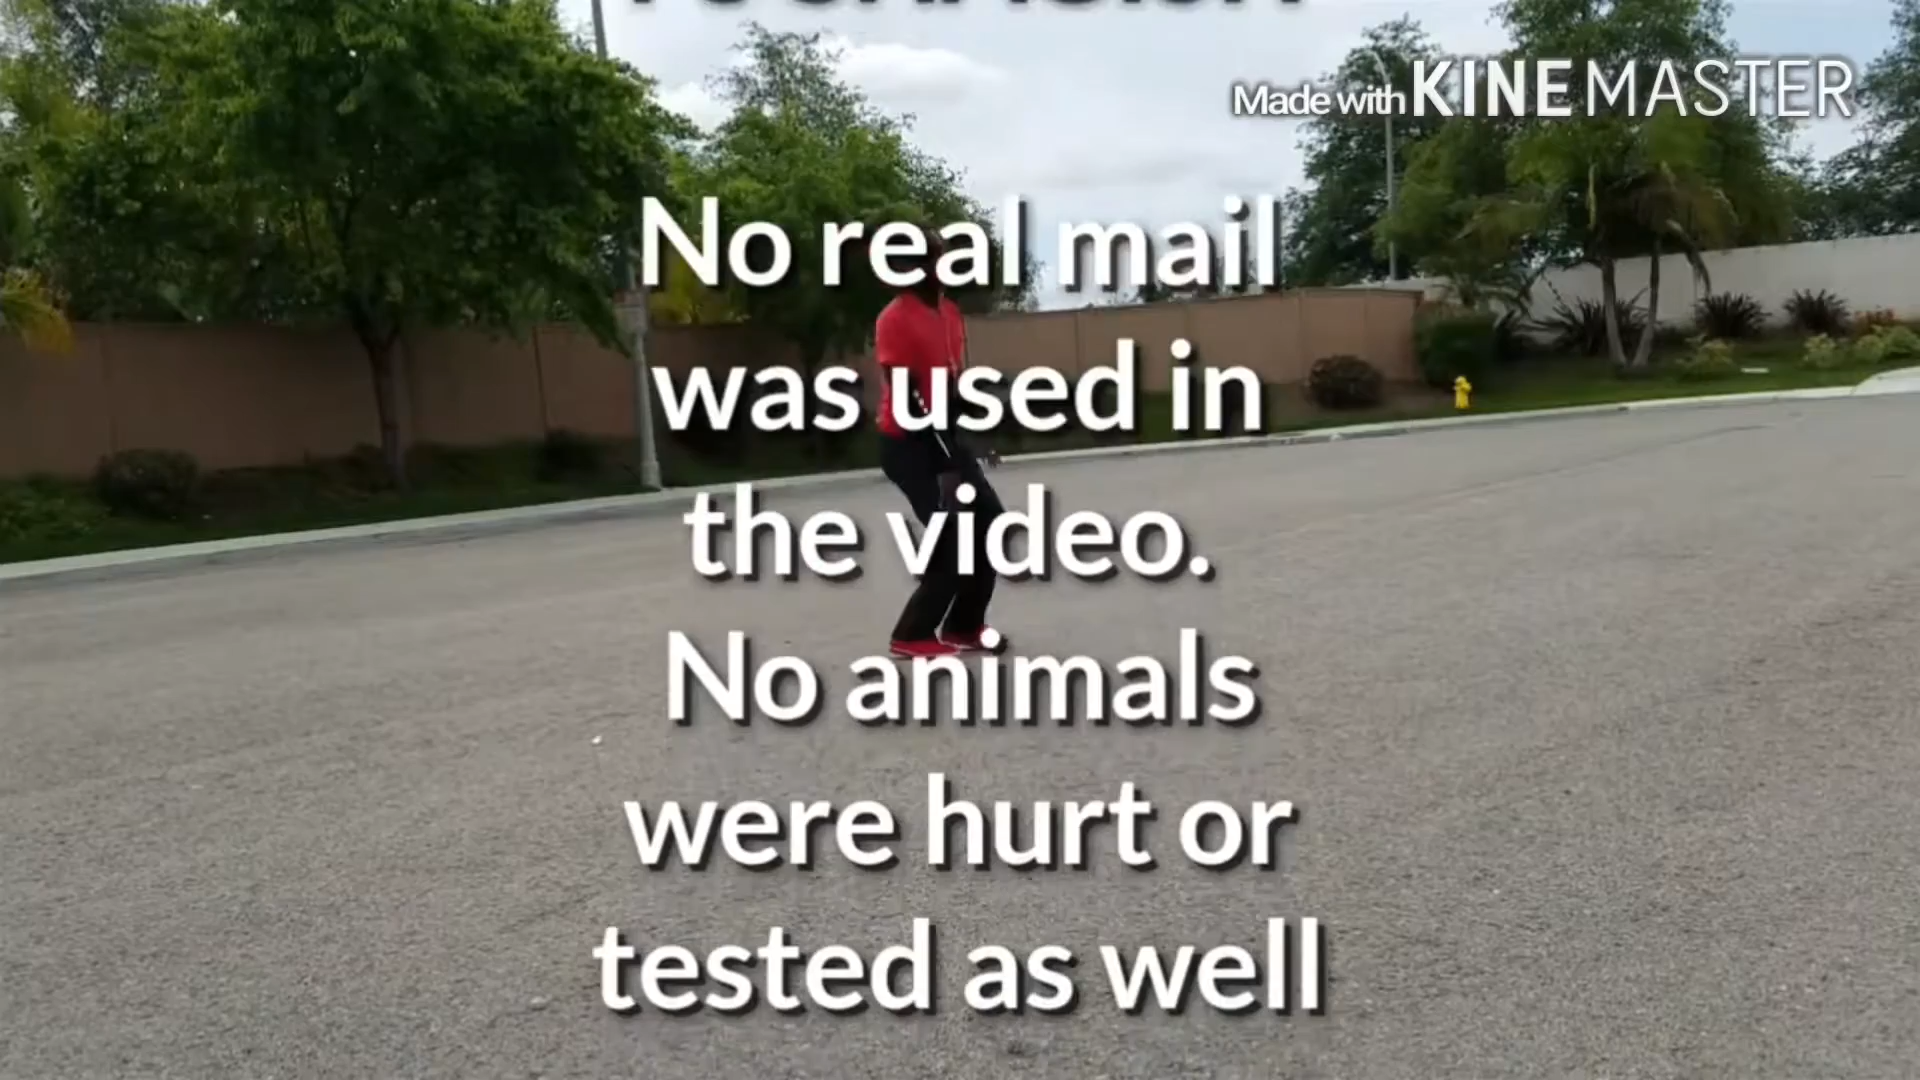 Made with KINEMASTER
No real mail
was used in
the video.
No animals
were hurt or
tested as well